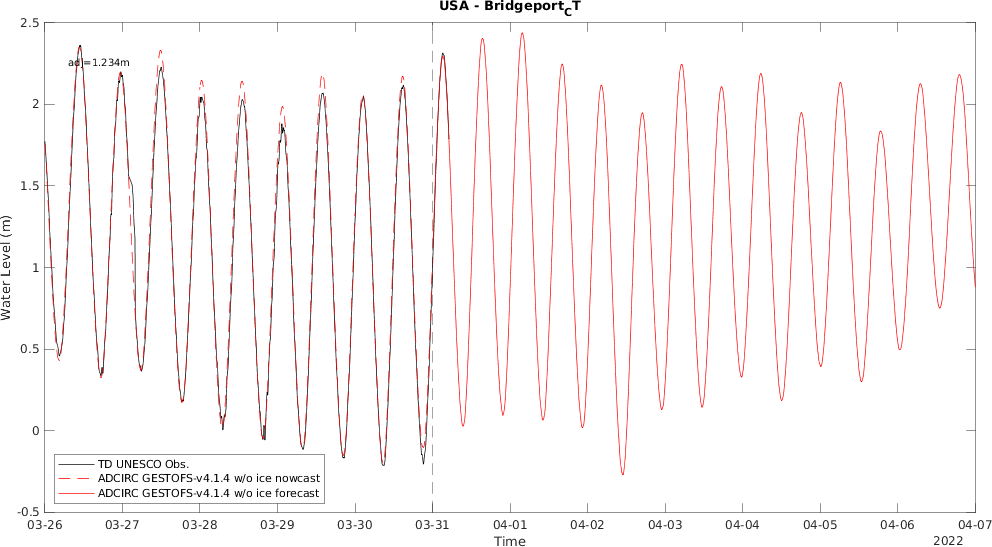 USA - BridgeportCT
2.5
2
1.5
1
0.5
0
-0.5
Water Level (m)
=1.234m
TD UNESCO Obs.
ADCIRC GESTOFS-v4.1.4 w/o ice nowcast
ADCIRC GESTOFS-v4.1.4 w/o ice forecast
03-26 03-27 03-28 03-29 03-30 03-31 04-01 04-02 04-03 04-04 04-05 04-06 04-07
Time
2022